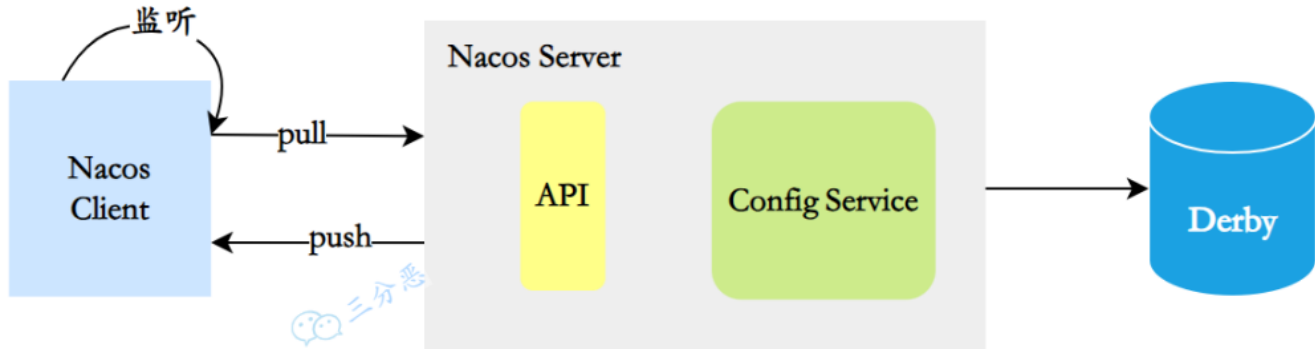 监听
Nacos Server
pull
Nacos
Client
API
Config Service
push
Derby
三分恶